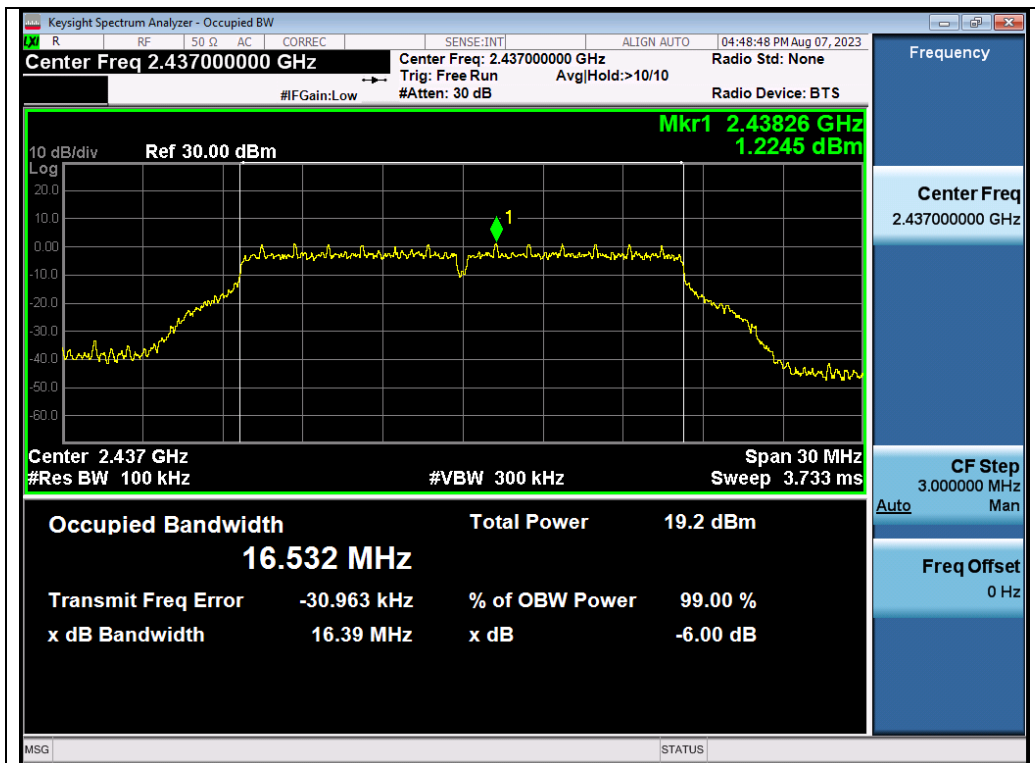 Keysight Spectrum Analyzer - Occupied BW
LXI R RF 50 Ω AC CORREC SENSE:INT ALIGN AUTO 04:48:48 PM Aug 07, 2023
Center Freq 2.437000000 GHz
Center Freq: 2.437000000 GHz
Radio Std: None
Trig: Free Run Avg|Hold:>10/10
#IFGain:Low
#Atten: 30 dB
Radio Device: BTS
Mkr1 2.43826 GHz
1.2245 dBm
10 dB/div Ref 30.00 dBm
Log
20.0
10.0
0.00
-10.0
-20.0
-30.0
-40.0
-50.0
-60.0
1
Center 2.437 GHz
Span 30 MHz
#Res BW 100 kHz
#VBW 300 kHz
Sweep 3.733 ms
Occupied Bandwidth
16.532 MHz
Total Power 19.2 dBm
Transmit Freq Error -30.963 kHz
% of OBW Power 99.00 %
x dB Bandwidth 16.39 MHz
x dB -6.00 dB
Frequency
Center Freq
2.437000000 GHz
CF Step
3.000000 MHz
Auto Man
Freq Offset
0 Hz
MSG
STATUS